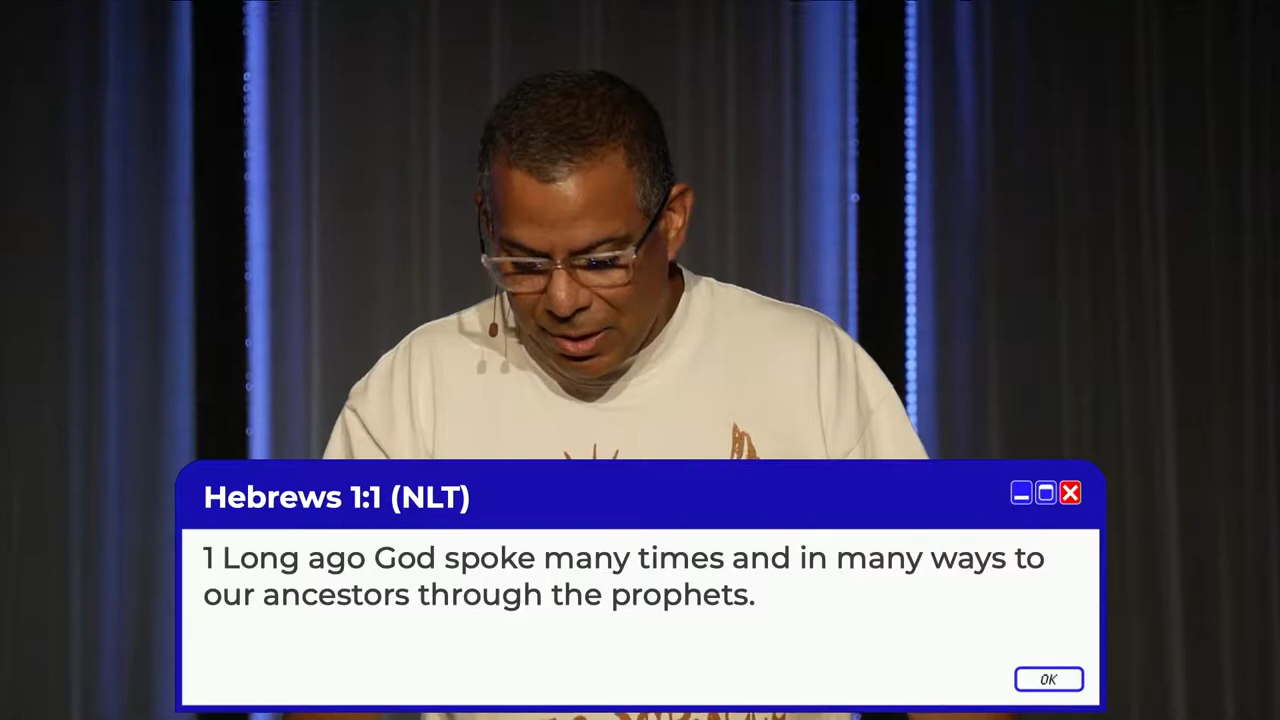 Hebrews 1:1 (NLT)
1 Long ago God spoke many times and in many ways to
our ancestors through the prophets.
OK